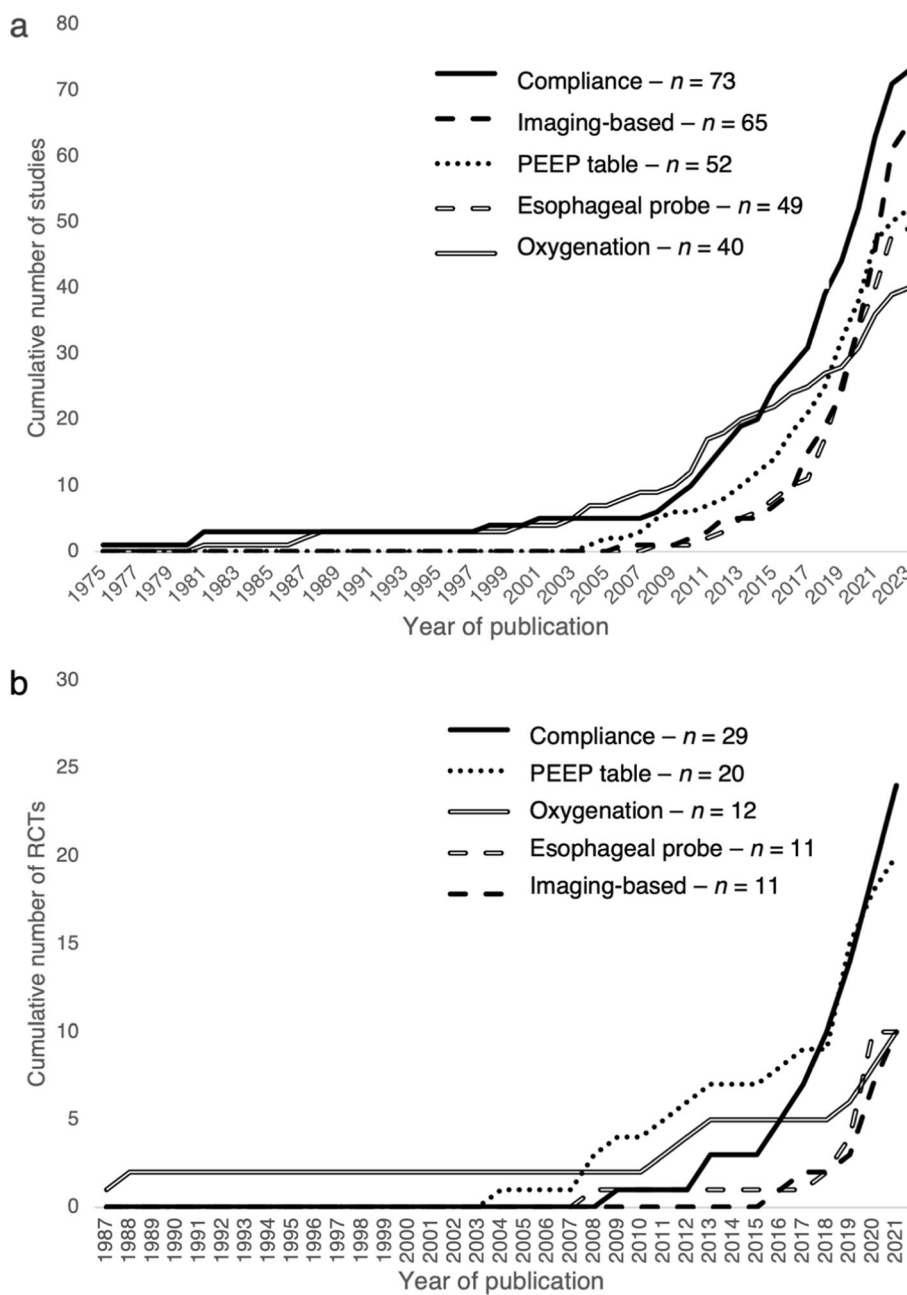 a
80
70
60
50
40
30
20
10
0
Cumulative number of studies
Compliance – n = 73
Imaging-based – n = 65
PEEP table – n = 52
Esophageal probe – n = 49
Oxygenation – n = 40
1975 1977 1979 1981 1983 1985 1987 1989 1991 1993 1995 1997 1999 2001 2003 2005 2007 2009 2011 2013 2015 2017 2019 2021 2023
Year of publication
b
30
25
20
15
10
5
0
Cumulative number of RCTs
Compliance – n = 29
PEEP table – n = 20
Oxygenation – n = 12
Esophageal probe – n = 11
Imaging-based – n = 11
1987 1988 1989 1990 1991 1992 1993 1994 1995 1996 1997 1998 1999 2000 2001 2002 2003 2004 2005 2006 2007 2008 2009 2010 2011 2012 2013 2014 2015 2016 2017 2018 2019 2020 2021
Year of publication